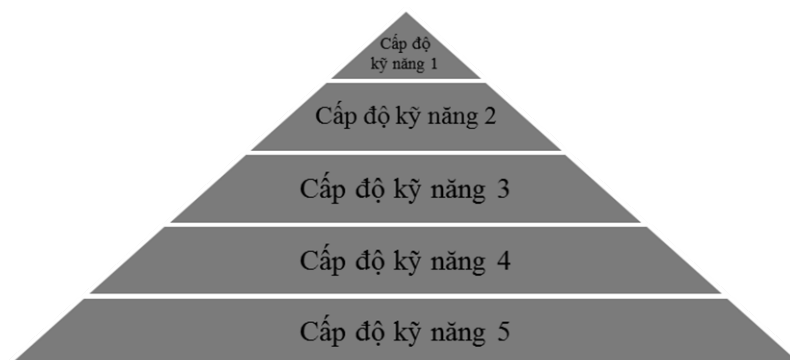 Cấp độ
kỹ năng 1
Cấp độ kỹ năng 2
Cấp độ kỹ năng 3
Cấp độ kỹ năng 4
Cấp độ kỹ năng 5